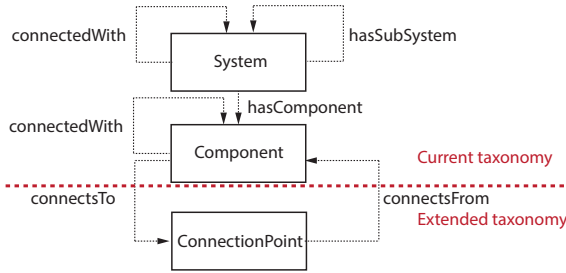 connectedWith
hasSubSystem
System
hasComponent
connectedWith
Component
Current taxonomy
connectsTo
connectsFrom
Extended taxonomy
ConnectionPoint